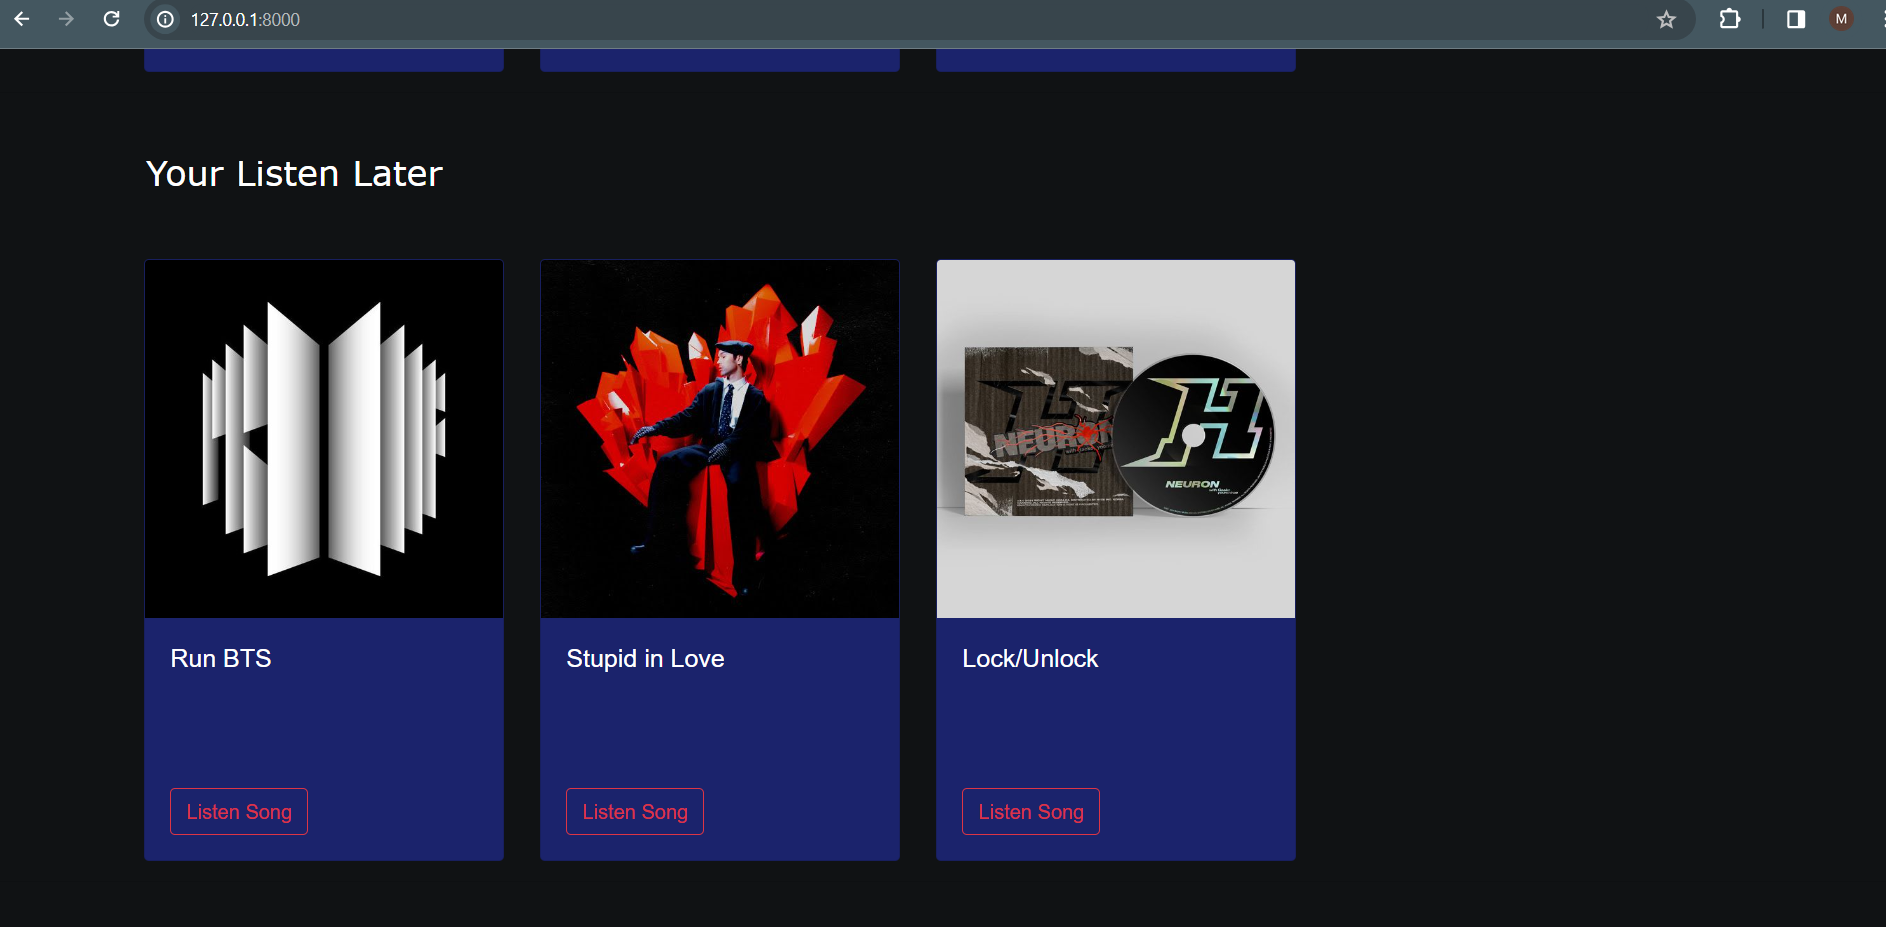 127.0.0.1:8000
M
Your Listen Later
NEURON
NEURON
Run BTS
Stupid in Love
Lock/Unlock
Listen Song
Listen Song
Listen Song